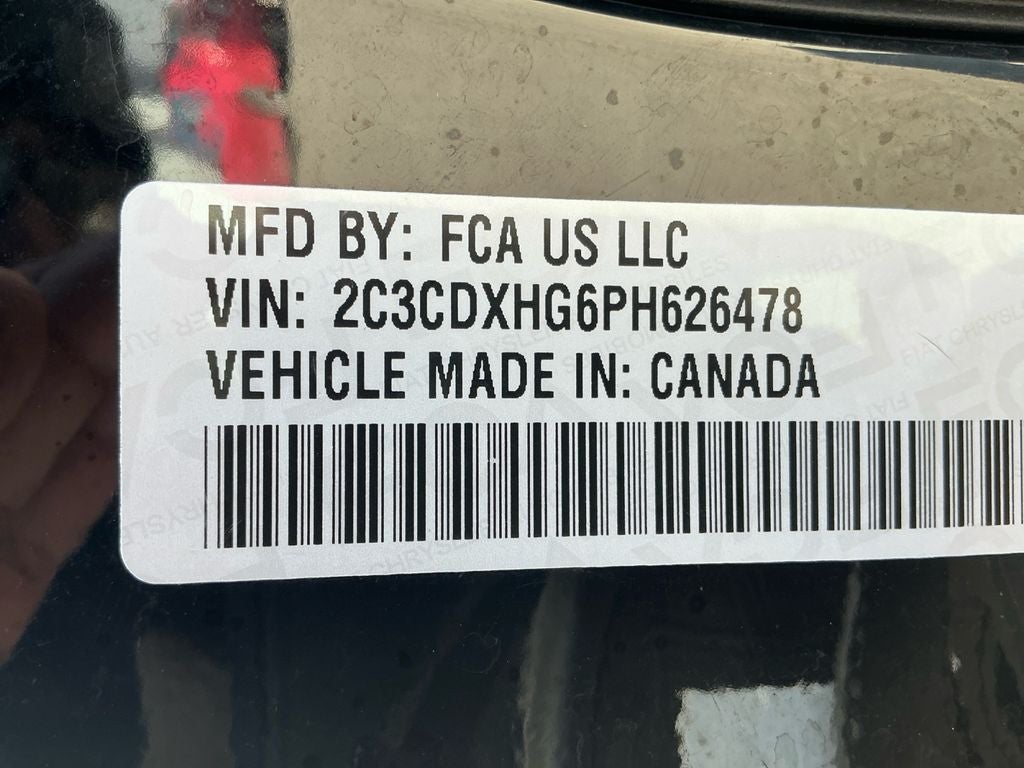 MFD BY: FCA US LLC
VIN: 2C3CDXHG6PH626478
VEHICLE MADE IN: CANADA